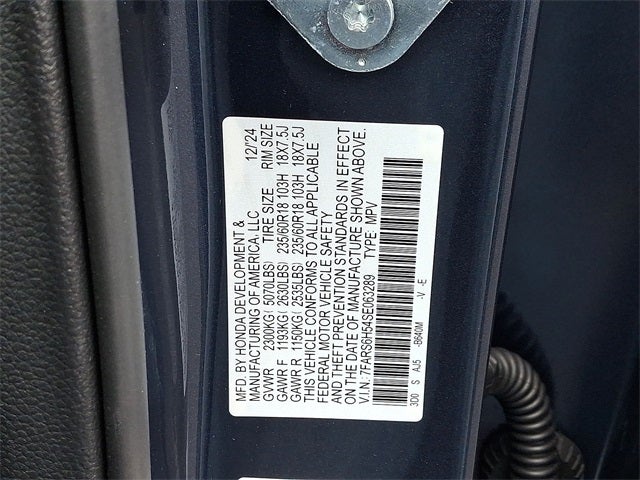 MFD. BY HONDA DEVELOPMENT & 12/'24
MANUFACTURING OF AMERICA, LLC
GVWR 2300KG( 5070LBS) TIRE SIZE RIM SIZE
GAWR F 1193KG( 2630LBS) 235/60R18 103H 18X7.5J
GAWR R 1150KG( 2535LBS) 235/60R18 103H 18X7.5J
THIS VEHICLE CONFORMS TO ALL APPLICABLE
FEDERAL MOTOR VEHICLE SAFETY
AND THEFT PREVENTION STANDARDS IN EFFECT
ON THE DATE OF MANUFACTURE SHOWN ABOVE.
V.I.N.: 7FARS6H54SE063289 TYPE: MPV
3D0 S AJ5 -B640M -V -E